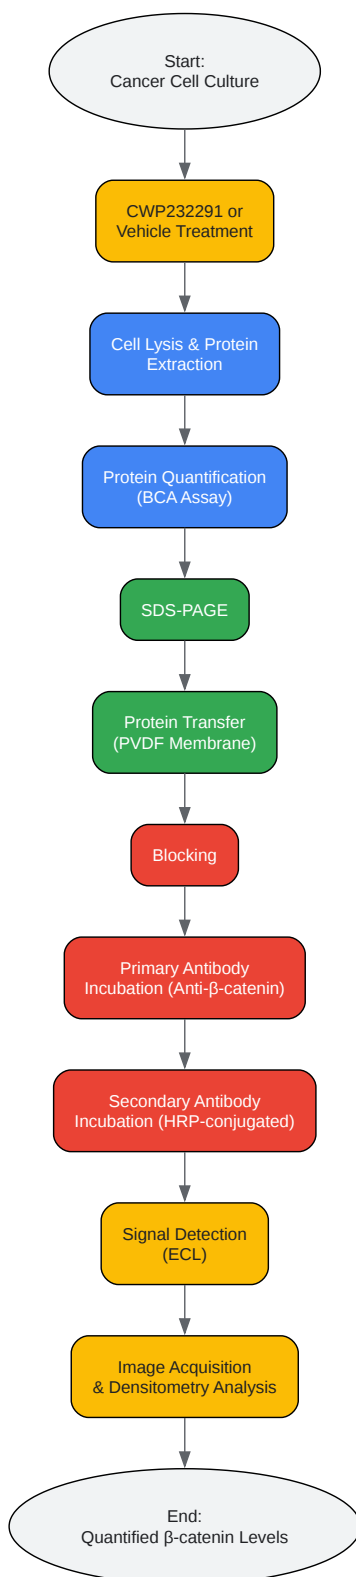 Start:
Cancer Cell Culture
CWP232291 or
Vehicle Treatment
Cell Lysis & Protein
Extraction
Protein Quantification
(BCA Assay)
SDS-PAGE
Protein Transfer
(PVDF Membrane)
Blocking
Primary Antibody
Incubation (Anti-β-catenin)
Secondary Antibody
Incubation (HRP-conjugated)
Signal Detection
(ECL)
Image Acquisition
& Densitometry Analysis
End:
Quantified β-catenin Levels